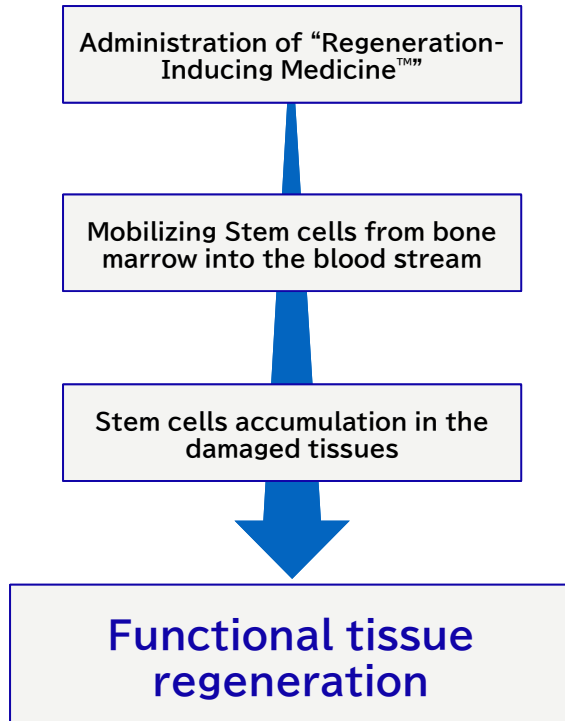 Administration of “Regeneration-
Inducing Medicine™”
Mobilizing Stem cells from bone
marrow into the blood stream
Stem cells accumulation in the
damaged tissues
Functional tissue
regeneration